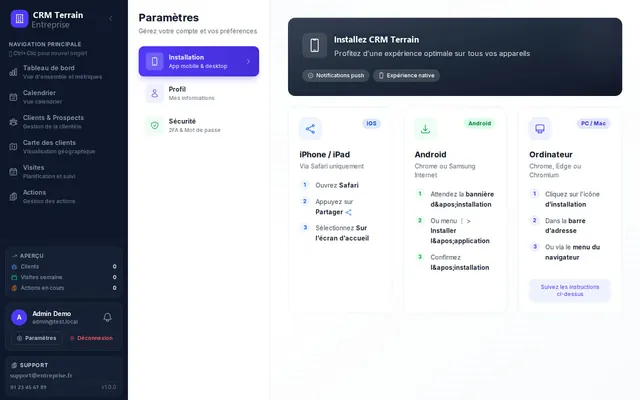 CRM Terrain
Entreprise
NAVIGATION PRINCIPALE
Ctrl+Clic pour nouvel onglet
Tableau de bord
Vue d'ensemble et métriques
Calendrier
Vue calendrier
Clients & Prospects
Gestion de la clientèle
Carte des clients
Visualisation géographique
Visites
Planification et suivi
Actions
Gestion des actions
APERÇU
Clients 0
Visites semaine 0
Actions en cours 0
A
Admin Demo
admin@test.local
Paramètres
Déconnexion
SUPPORT
support@entreprise.fr
01 23 45 67 89
v1.0.0
Paramètres
Gérez votre compte et vos préférences
Installation
App mobile & desktop
Profil
Mes informations
Sécurité
2FA & Mot de passe
Installez CRM Terrain
Profitez d'une expérience optimale sur tous vos appareils
Notifications push
Expérience native
iOS
iPhone / iPad
Via Safari uniquement
1 Ouvrez Safari
2 Appuyez sur
Partager
3 Sélectionnez Sur
l'écran d'accueil
Android
Android
Chrome ou Samsung
Internet
1 Attendez la bannière
d&apos;installation
2 Ou menu ⋮ >
Installer
l&apos;application
3 Confirmez
l&apos;installation
PC / Mac
Ordinateur
Chrome, Edge ou
Chromium
1 Cliquez sur l'icône
d'installation
2 Dans la barre
d'adresse
3 Ou via le menu du
navigateur
Suivez les instructions
ci-dessus